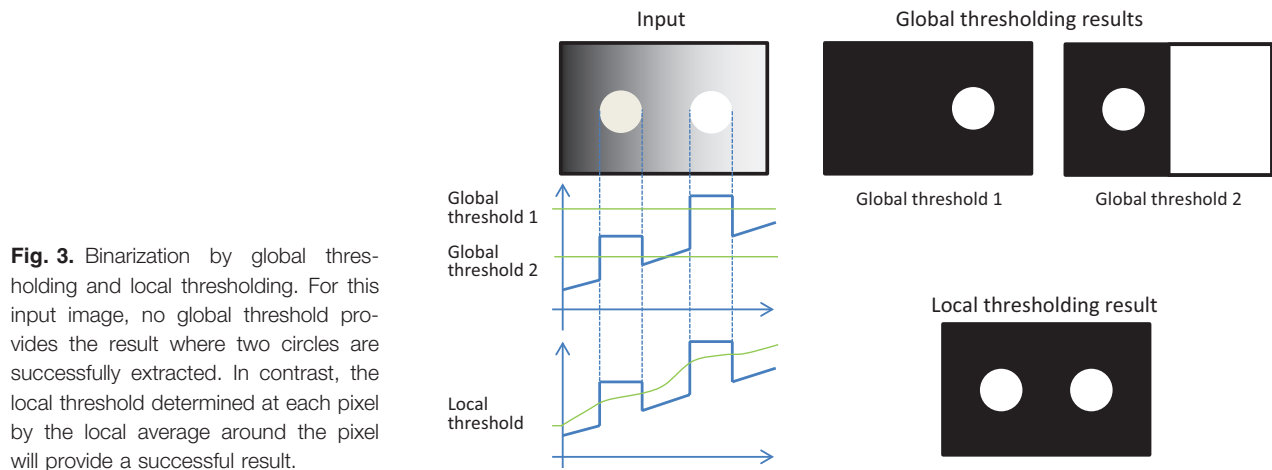 Input
Global thresholding results
Global threshold 1
Global threshold 2
Global
threshold 1
Global
threshold 2
Local
threshold
Local thresholding result
Fig. 3. Binarization by global thres-
holding and local thresholding. For this
input image, no global threshold pro-
vides the result where two circles are
successfully extracted. In contrast, the
local threshold determined at each pixel
by the local average around the pixel
will provide a successful result.